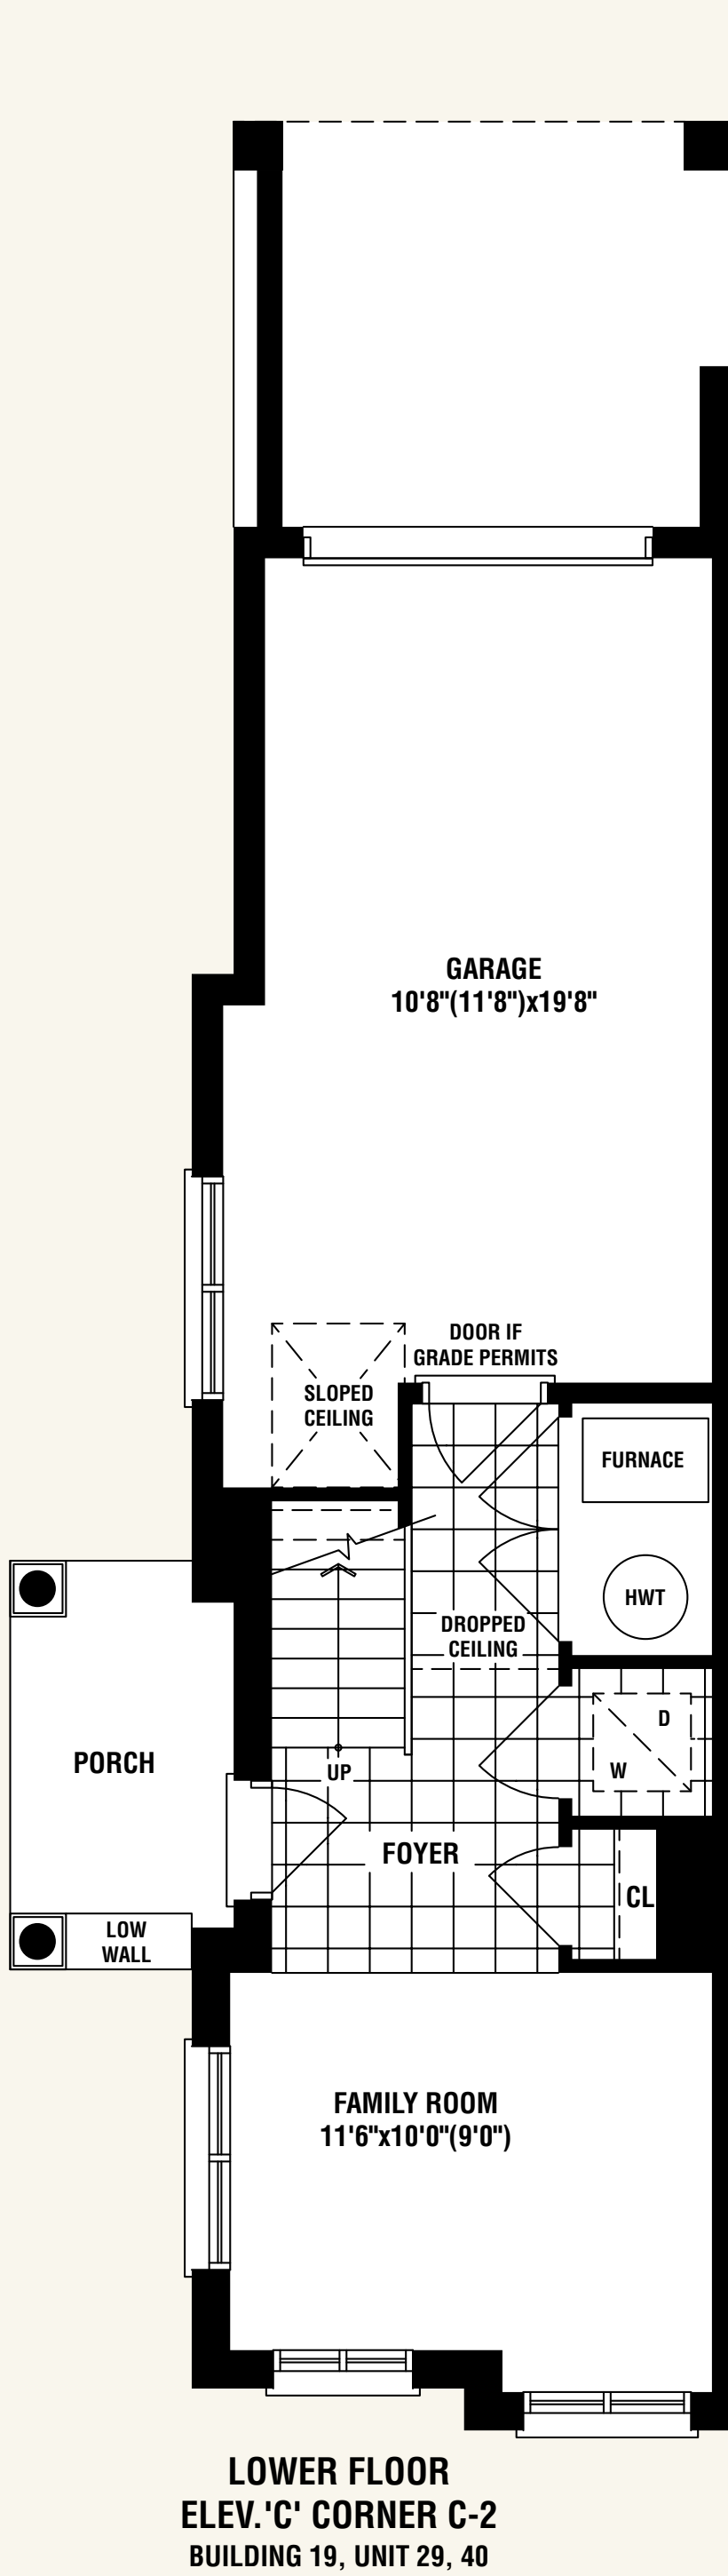 GARAGE
10'8"(11'8")x19'8"
DOOR IF
GRADE PERMITS
SLOPED
CEILING
FURNACE
HWT
DROPPED
CEILING
D
W
PORCH
UP
FOYER
CL
LOW
WALL
FAMILY ROOM
11'6"x10'0"(9'0")
LOWER FLOOR
ELEV.'C' CORNER C-2
BUILDING 19, UNIT 29, 40